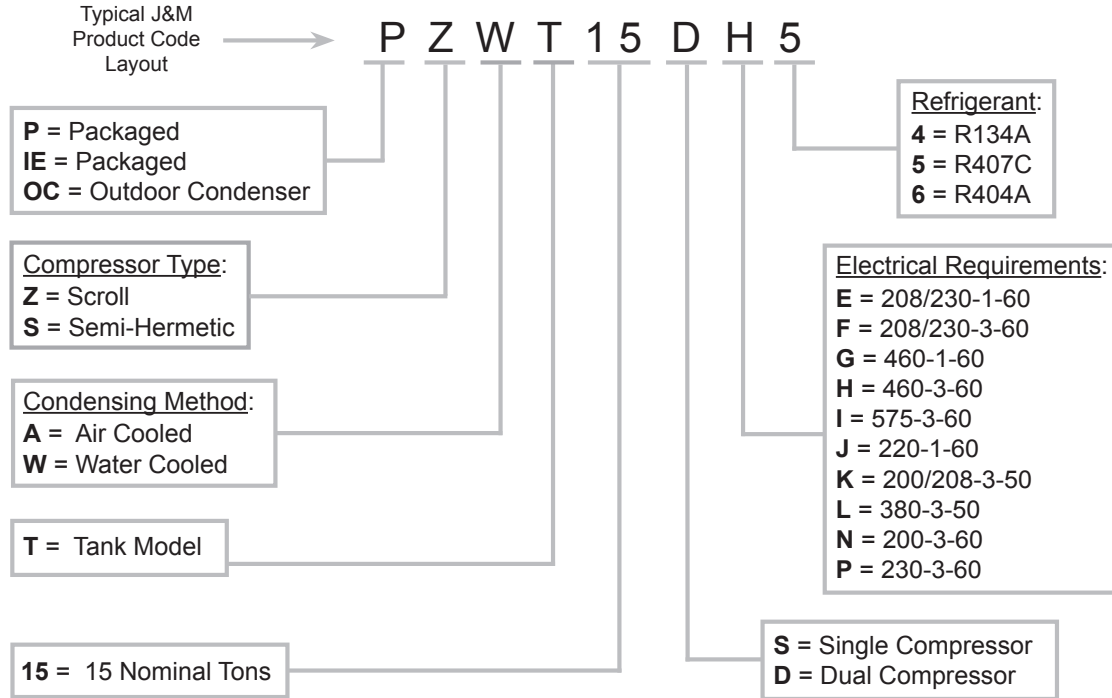 Typical J&M
Product Code
Layout
P Z W T 15 D H 5
P = Packaged
IE = Packaged
OC = Outdoor Condenser
Compressor Type:
Z = Scroll
S = Semi-Hermetic
Condensing Method:
A = Air Cooled
W = Water Cooled
T = Tank Model
15 = 15 Nominal Tons
Refrigerant:
4 = R134A
5 = R407C
6 = R404A
Electrical Requirements:
E = 208/230-1-60
F = 208/230-3-60
G = 460-1-60
H = 460-3-60
I = 575-3-60
J = 220-1-60
K = 200/208-3-50
L = 380-3-50
N = 200-3-60
P = 230-3-60
S = Single Compressor
D = Dual Compressor